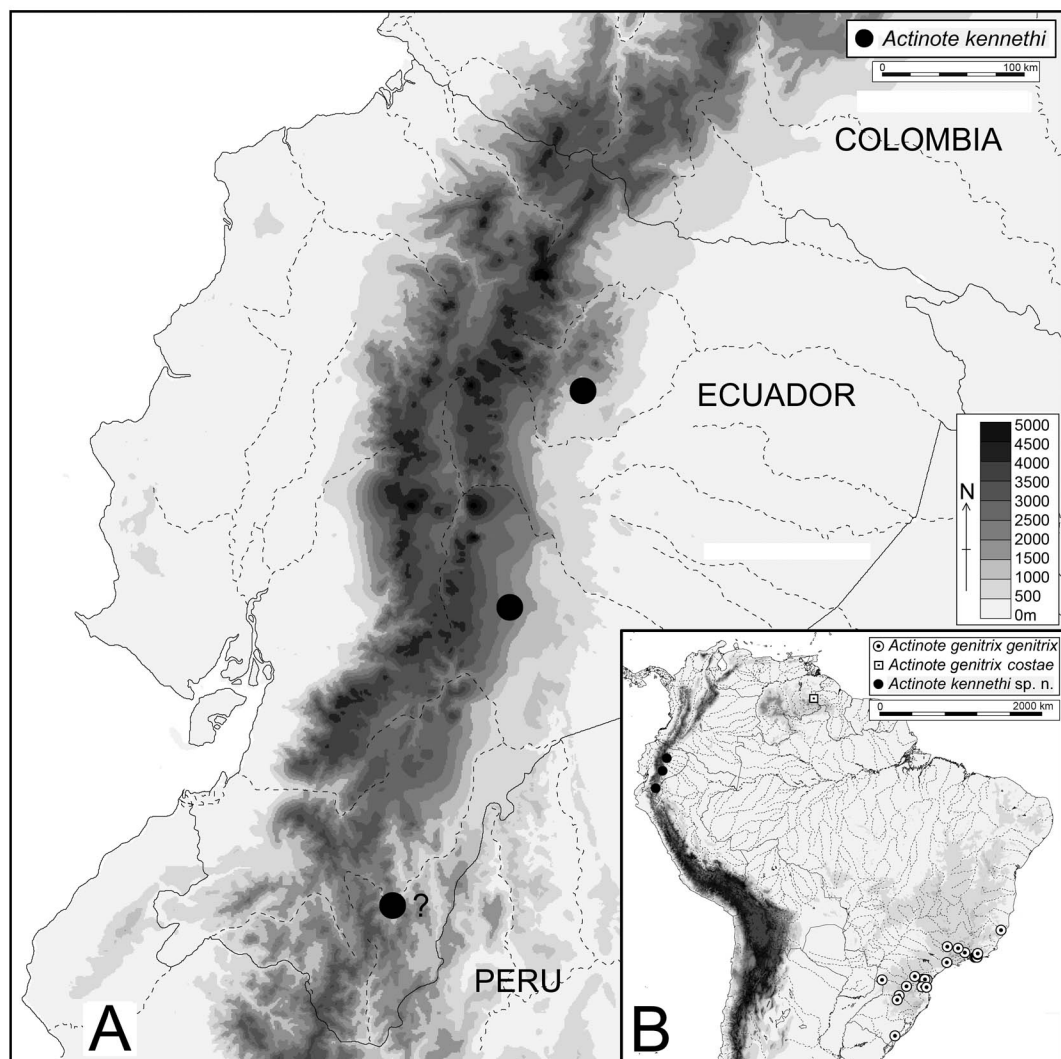 Actinote kennethi
0 100 km
COLOMBIA
ECUADOR
N
5000
4500
4000
3500
3000
2500
2000
1500
1000
500
0m
?
PERU
A
Actinote genitrix genitrix
Actinote genitrix costae
Actinote kennethi sp. n.
0 2000 km
B